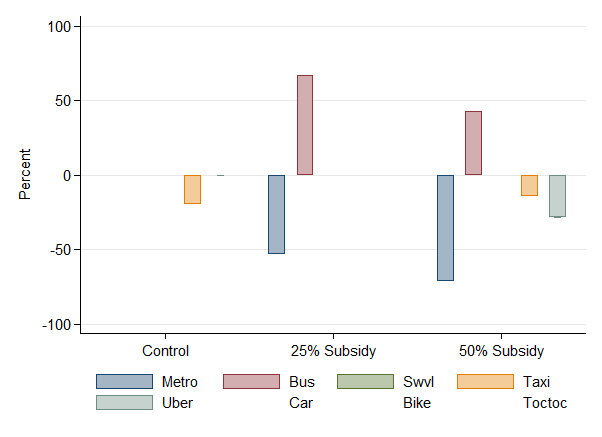 100
50
0
-50
-100
Percent
Control 25% Subsidy 50% Subsidy
Metro Bus Swvl Taxi
Uber Car Bike Toctoc